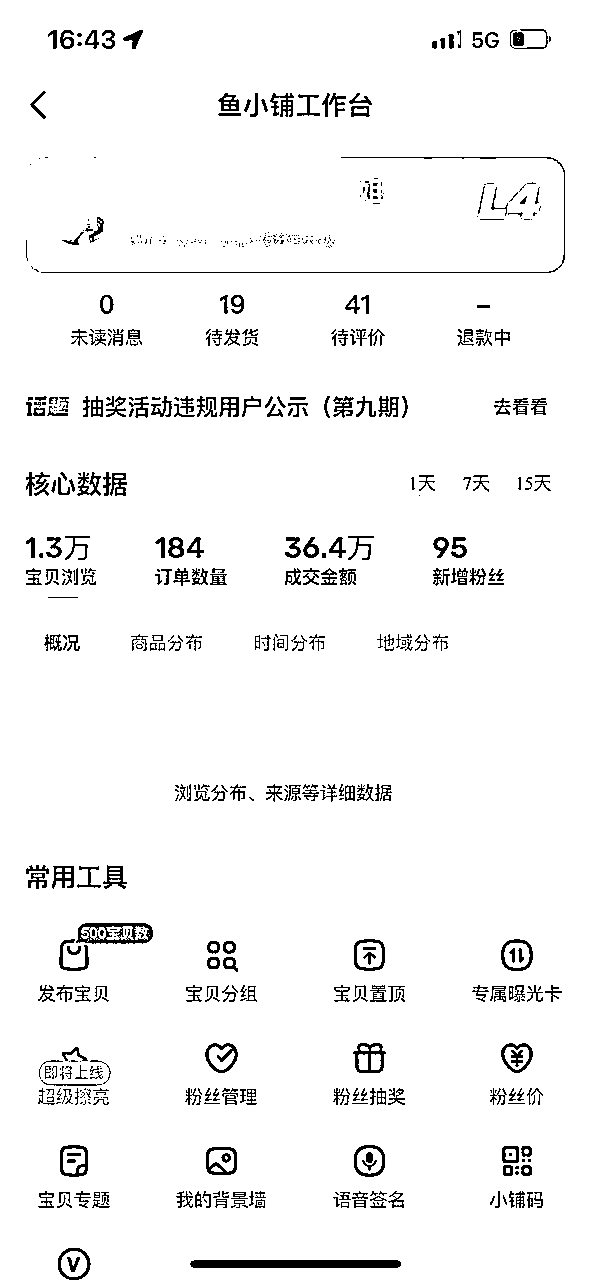 16:43 5G
鱼小铺工作台
L4
0 19 41 –
未读消息 待发货 待评价 退款中
话题 抽奖活动违规用户公示（第九期） 去看看
核心数据 1天 7天 15天
1.3万 184 36.4万 95
宝贝浏览 订单数量 成交金额 新增粉丝
概况 商品分布 时间分布 地域分布
浏览分布、来源等详细数据
常用工具
500宝贝数
发布宝贝 宝贝分组 宝贝置顶 专属曝光卡
即将上线
超级擦亮 粉丝管理 粉丝抽奖 粉丝价
宝贝专题 我的背景墙 语音签名 小铺码